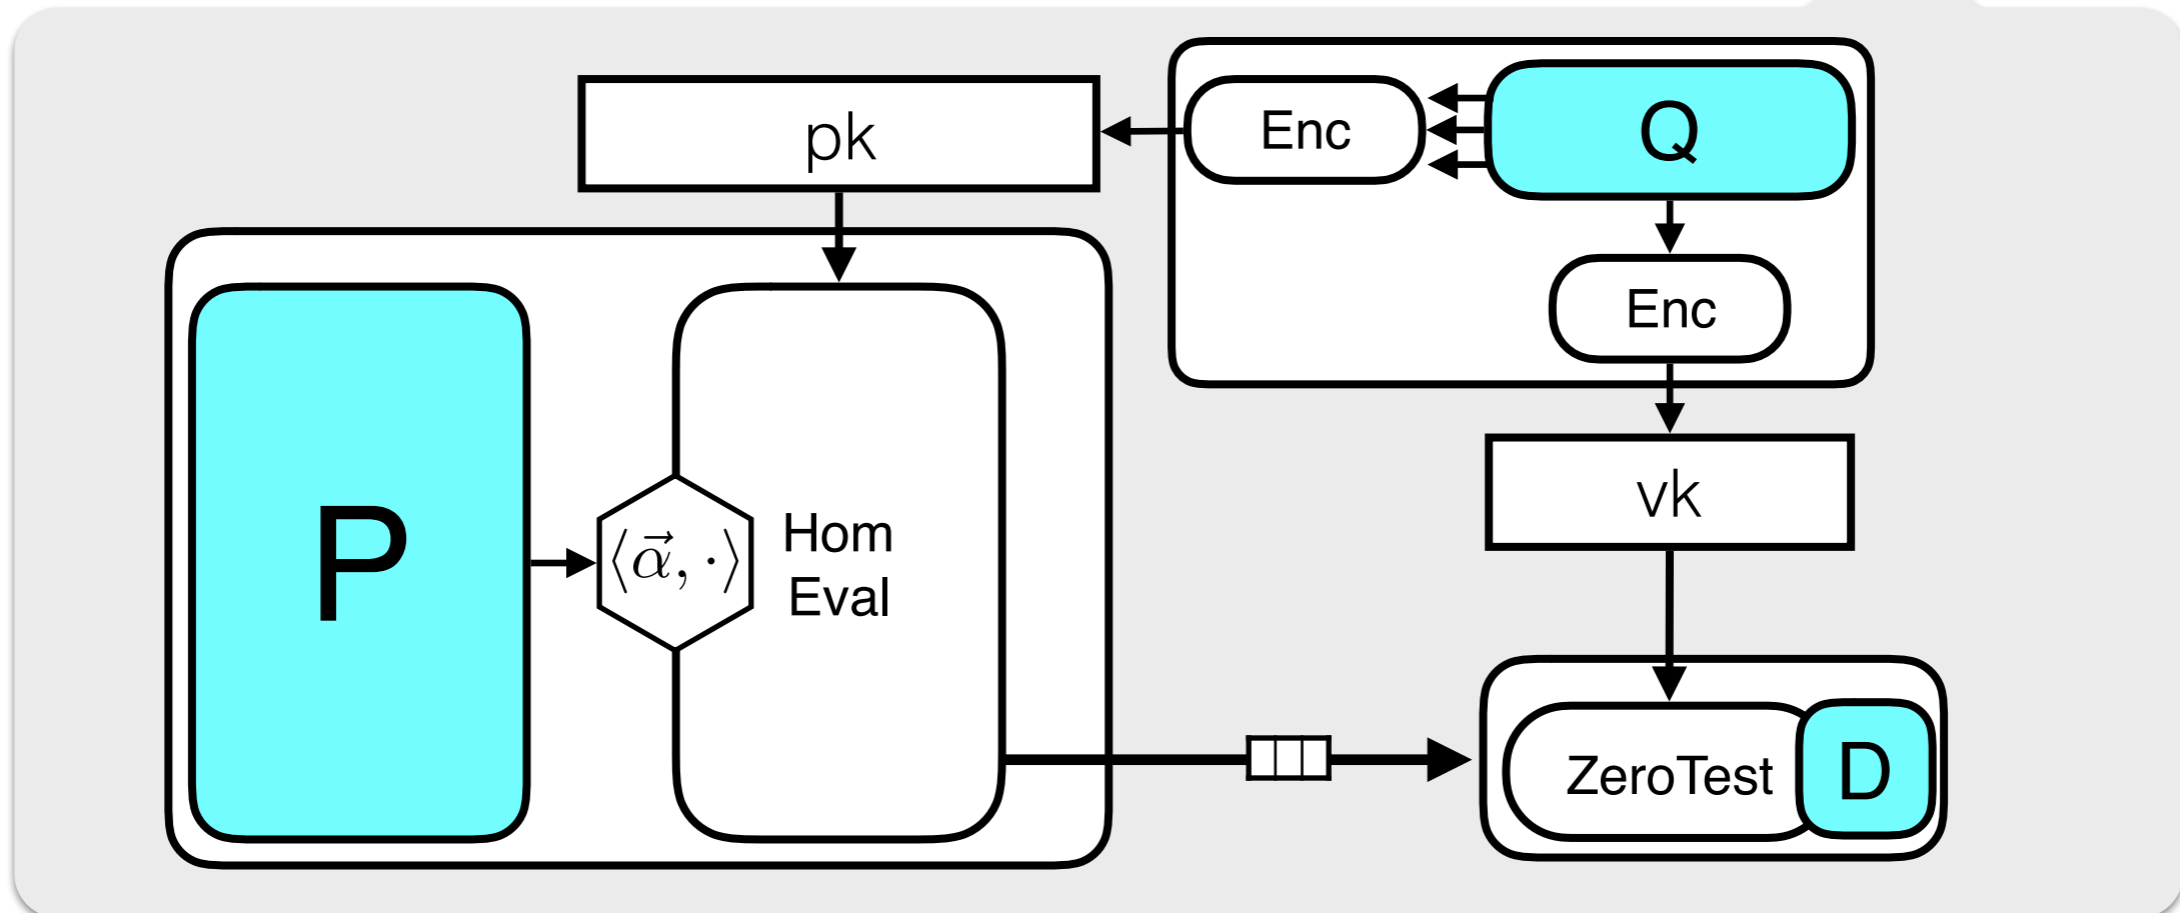 pk
Enc
Q
Enc
vk
P
⟨α⃗, ·⟩
Hom
Eval
ZeroTest
D